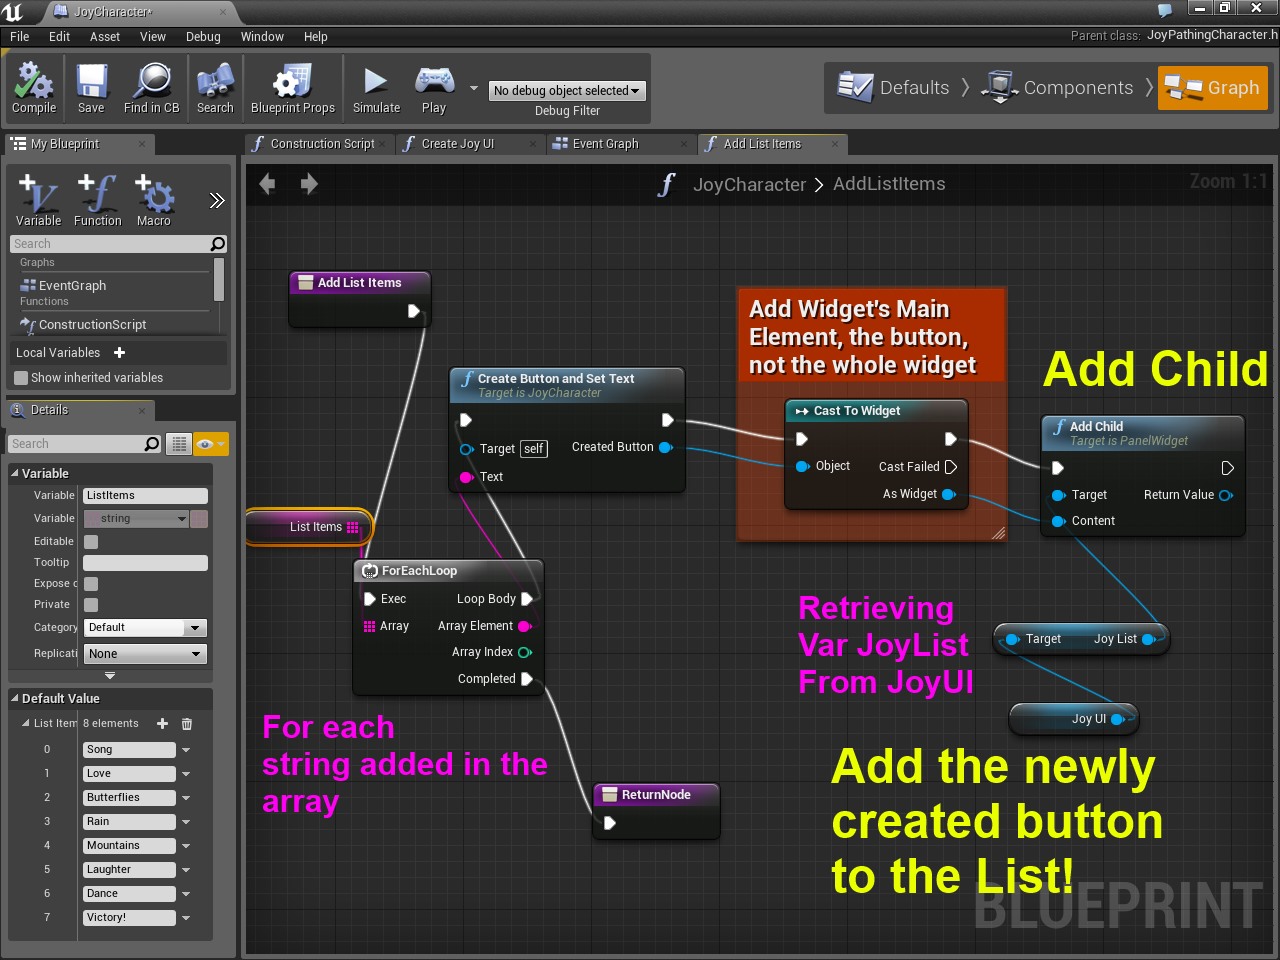 JoyCharacter*
File Edit Asset View Debug Window Help
Parent class: JoyPathingCharacter.h
Compile Save Find in CB Search Blueprint Props Simulate Play
No debug object selected
Debug Filter
Defaults Components Graph
My Blueprint
Construction Script Create Joy UI Event Graph Add List Items
Variable Function Macro
Search
Graphs
EventGraph
Functions
ConstructionScript
Local Variables
Show inherited variables
JoyCharacter > AddListItems
Zoom 1:1
Details
Search
Variable
Variable ListItems
Variable string
Editable
Tooltip
Expose c
Private
Category Default
Replicati None
Default Value
List Item 8 elements
0 Song
1 Love
2 Butterflies
3 Rain
4 Mountains
5 Laughter
6 Dance
7 Victory!
Add List Items
Create Button and Set Text
Target is JoyCharacter
Target self Created Button
Text
List Items
ForEachLoop
Exec Loop Body
Array Array Element
Array Index
Completed
For each
string added in the
array
ReturnNode
Add Widget's Main
Element, the button,
not the whole widget
Cast To Widget
Object Cast Failed
As Widget
Add Child
Add Child
Target is PanelWidget
Target Return Value
Content
Retrieving
Var JoyList
From JoyUI
Target Joy List
Joy UI
Add the newly
created button
to the List!
BLUEPRINT